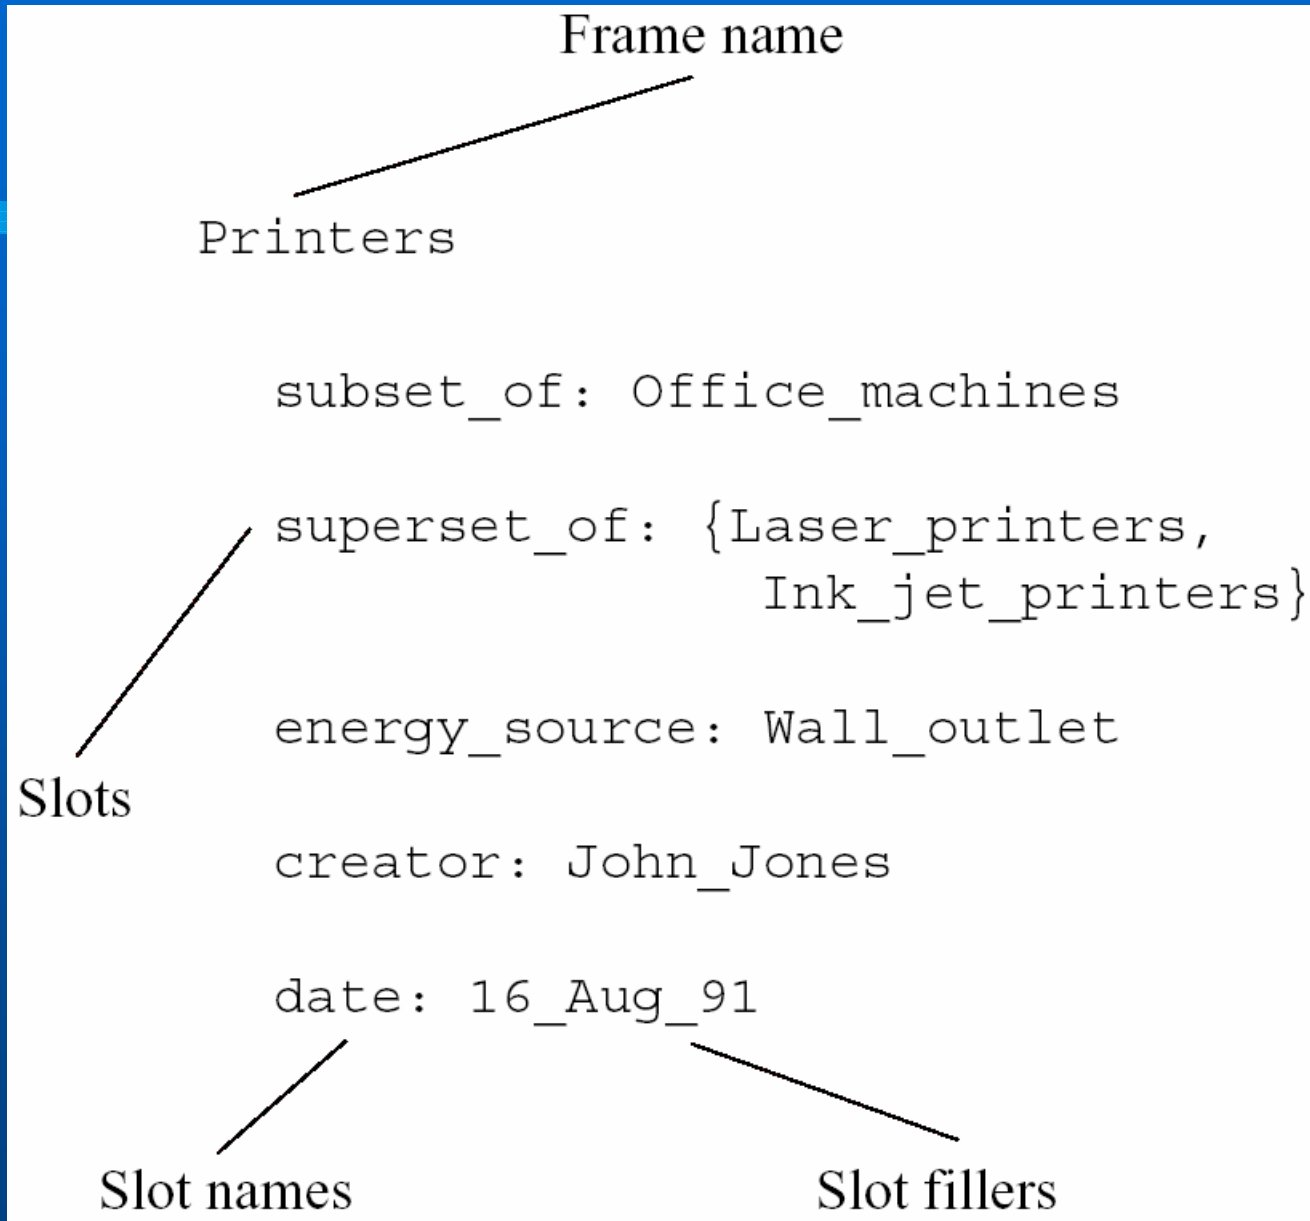 Frame name
Printers
subset_of: Office_machines
superset_of: {Laser_printers,
Ink_jet_printers}
energy_source: Wall_outlet
Slots
creator: John_Jones
date: 16_Aug_91
Slot names
Slot fillers